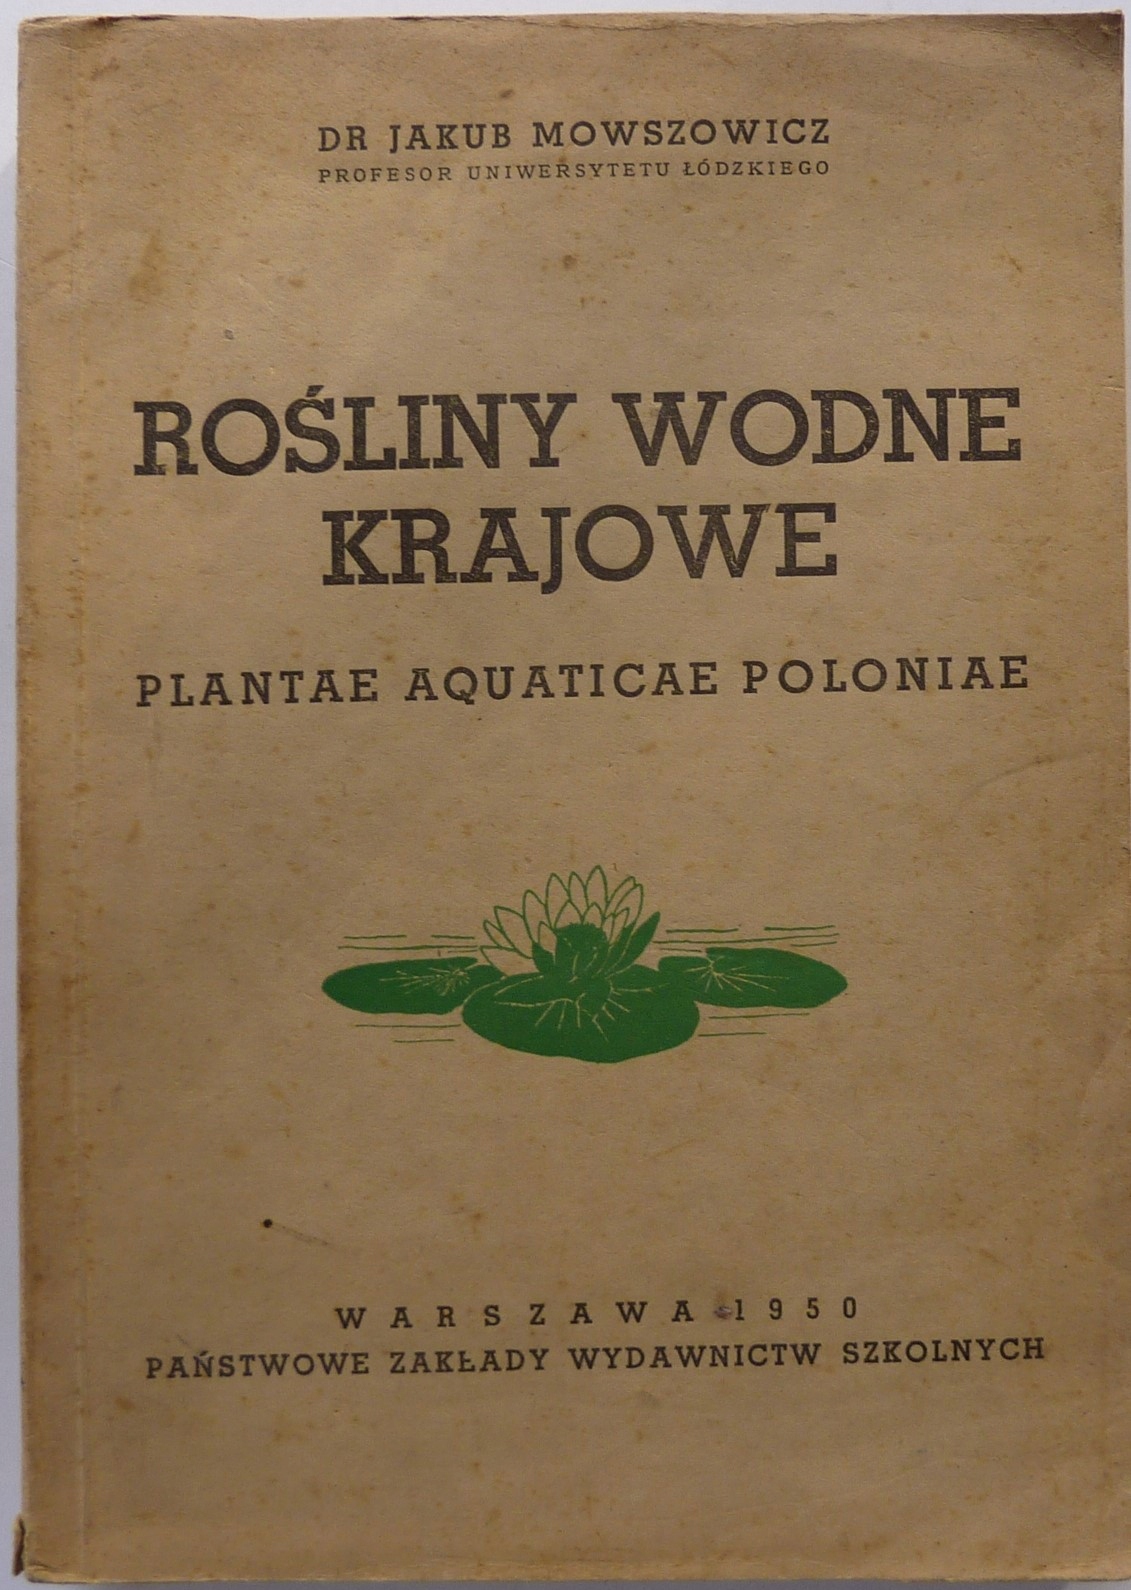 DR JAKUB MOWSZOWICZ
PROFESOR UNIWERSYTETU ŁÓDZKIEGO
ROŚLINY WODNE
KRAJOWE
PLANTAE AQUATICAE POLONIAE
WARSZAWA 1950
PAŃSTWOWE ZAKŁADY WYDAWNICTW SZKOLNYCH